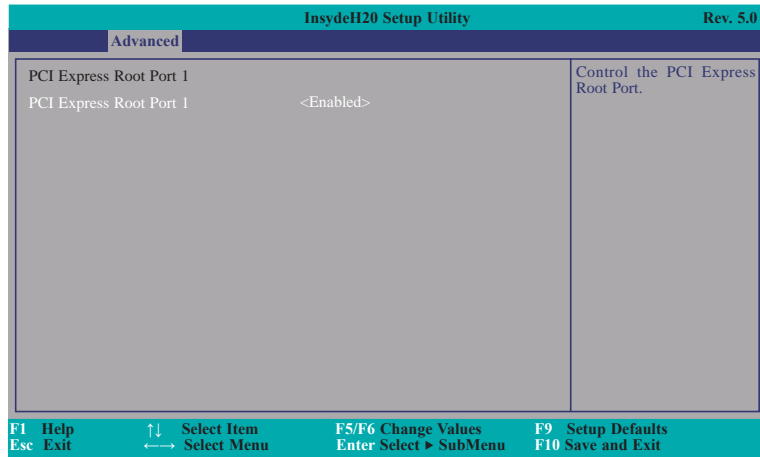 InsydeH20 Setup Utility Rev. 5.0
Advanced
PCI Express Root Port 1
PCI Express Root Port 1 <Enabled>
Control the PCI Express
Root Port.
F1 Help ↑↓ Select Item F5/F6 Change Values F9 Setup Defaults
Esc Exit ←→ Select Menu Enter Select ▶ SubMenu F10 Save and Exit